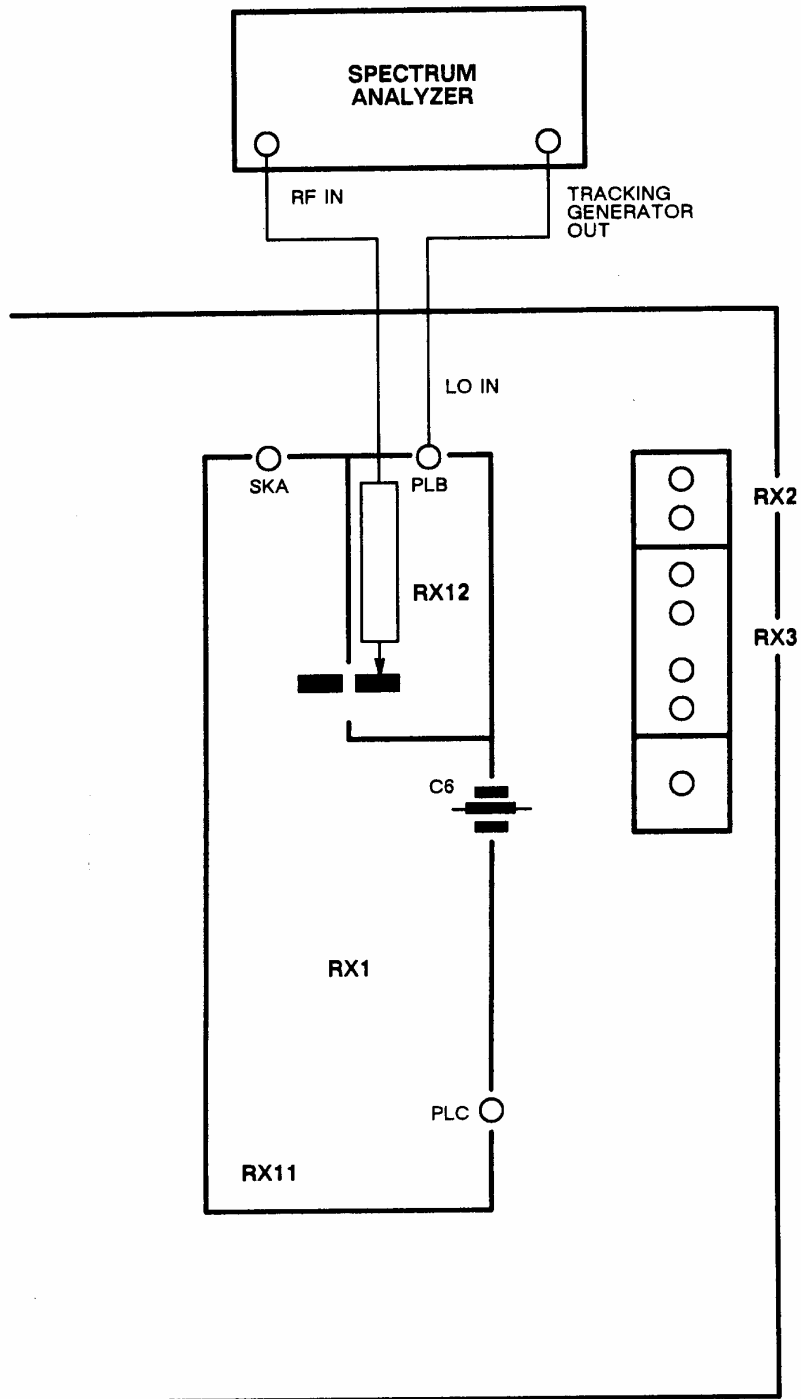 SPECTRUM
ANALYZER
RF IN
TRACKING
GENERATOR
OUT
LO IN
SKA
PLB
RX2
RX12
RX3
C6
RX1
PLC
RX11